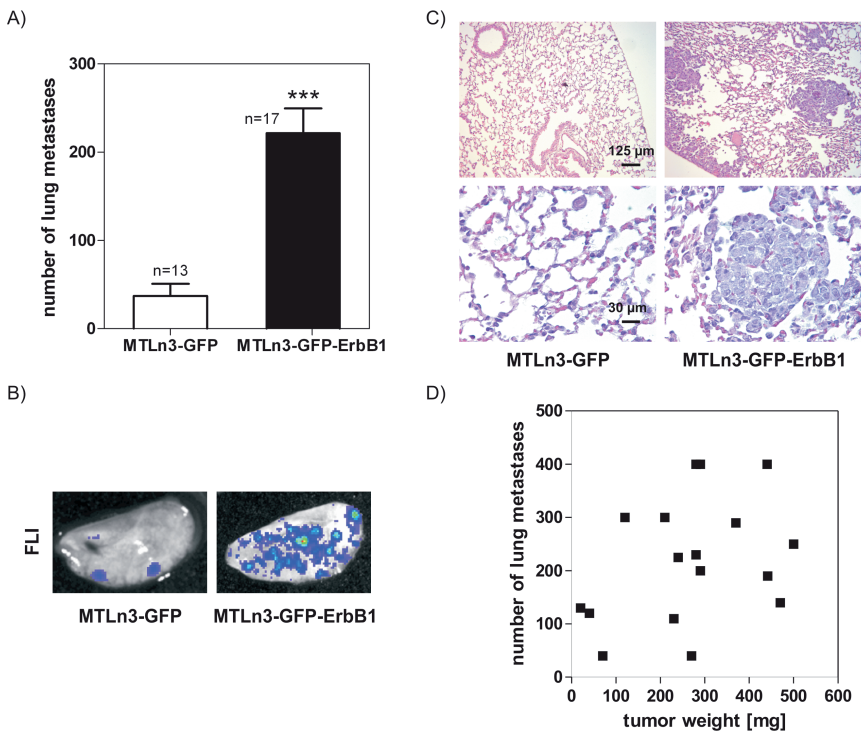 A)
number of lung metastases
300
200
100
0
n=13
n=17
***
MTLn3-GFP
MTLn3-GFP-ErbB1
B)
FLI
MTLn3-GFP
MTLn3-GFP-ErbB1
C)
125 µm
30 µm
MTLn3-GFP
MTLn3-GFP-ErbB1
D)
number of lung metastases
500
400
300
200
100
0
0 100 200 300 400 500 600
tumor weight [mg]